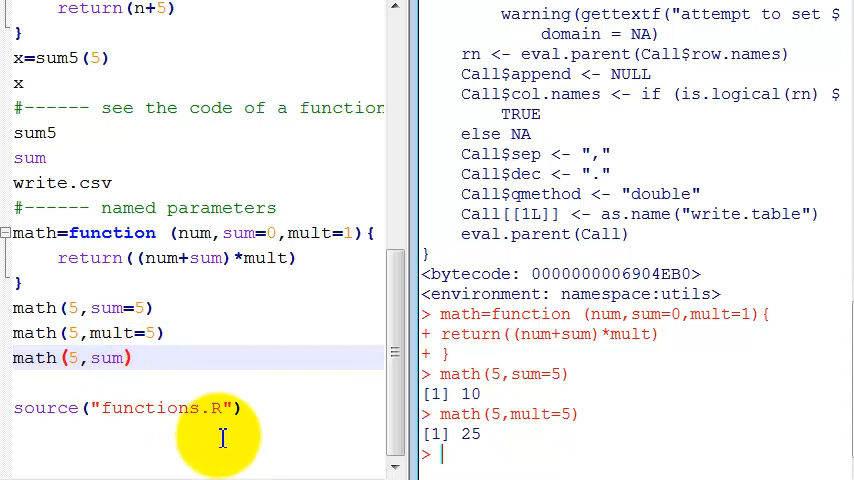 return(n+5)
}
x=sum5(5)
x
#------ see the code of a function
sum5
sum
write.csv
#------ named parameters
math=function (num,sum=0,mult=1){
return((num+sum)*mult)
}
math(5,sum=5)
math(5,mult=5)
math(5,sum)
source("functions.R")
warning(gettextf("attempt to set $
domain = NA)
rn <- eval.parent(Call$row.names)
Call$append <- NULL
Call$col.names <- if (is.logical(rn) $
TRUE
else NA
Call$sep <- ","
Call$dec <- "."
Call$qmethod <- "double"
Call[[1L]] <- as.name("write.table")
eval.parent(Call)
}
<bytecode: 0000000006904EB0>
<environment: namespace:utils>
> math=function (num,sum=0,mult=1){
+ return((num+sum)*mult)
+ }
> math(5,sum=5)
[1] 10
> math(5,mult=5)
[1] 25
>